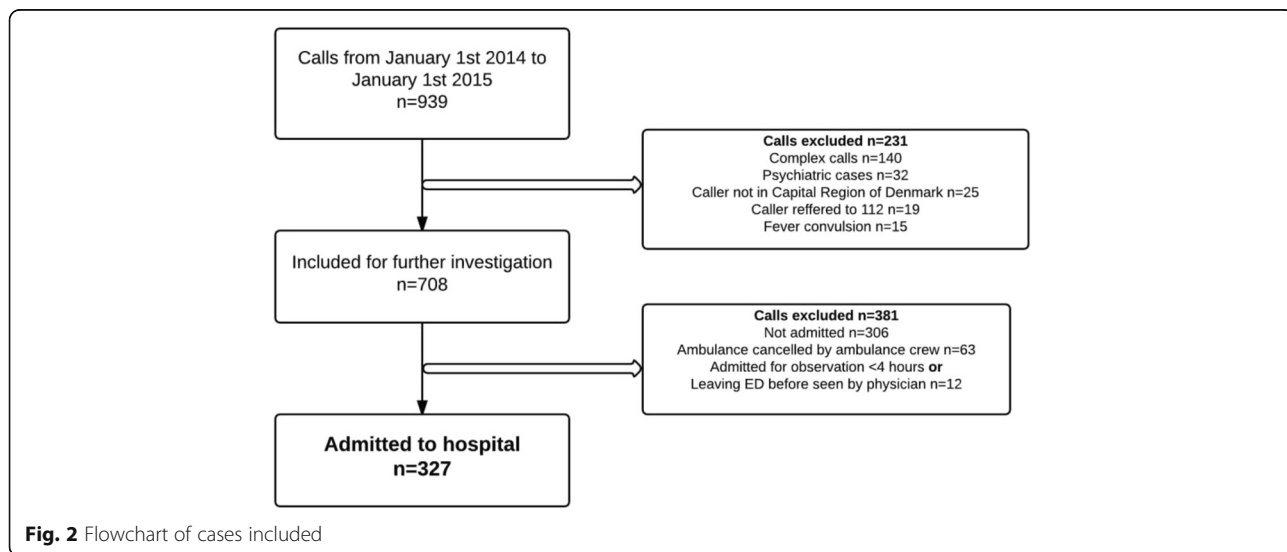 Calls from January 1st 2014 to
January 1st 2015
n=939
Calls excluded n=231
Complex calls n=140
Psychiatric cases n=32
Caller not in Capital Region of Denmark n=25
Caller reffered to 112 n=19
Fever convulsion n=15
Included for further investigation
n=708
Calls excluded n=381
Not admitted n=306
Ambulance cancelled by ambulance crew n=63
Admitted for observation <4 hours or
Leaving ED before seen by physician n=12
Admitted to hospital
n=327
Fig. 2 Flowchart of cases included